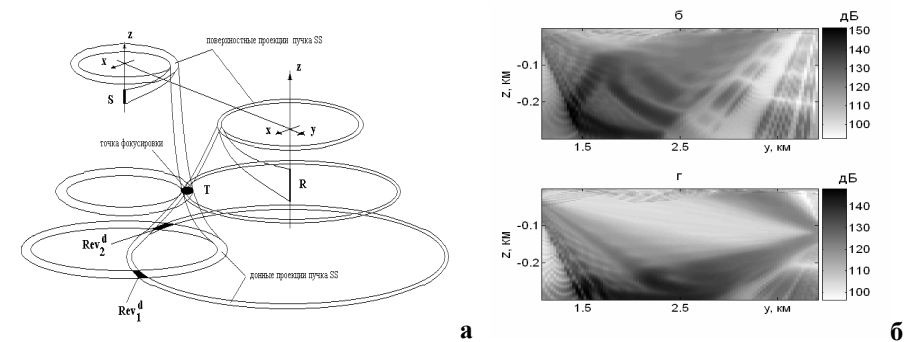 z
x
S
поверхностные проекции пучка SS
z
x
y
точка фокусировки
T
R
Rev d 2
донные проекции пучка SS
Rev d 1
а
б
дБ
150
140
130
120
110
100
-0.1
-0.2
z, км
1.5
2.5
y, км
г
дБ
140
130
120
110
100
-0.1
-0.2
z, км
1.5
2.5
y, км
б